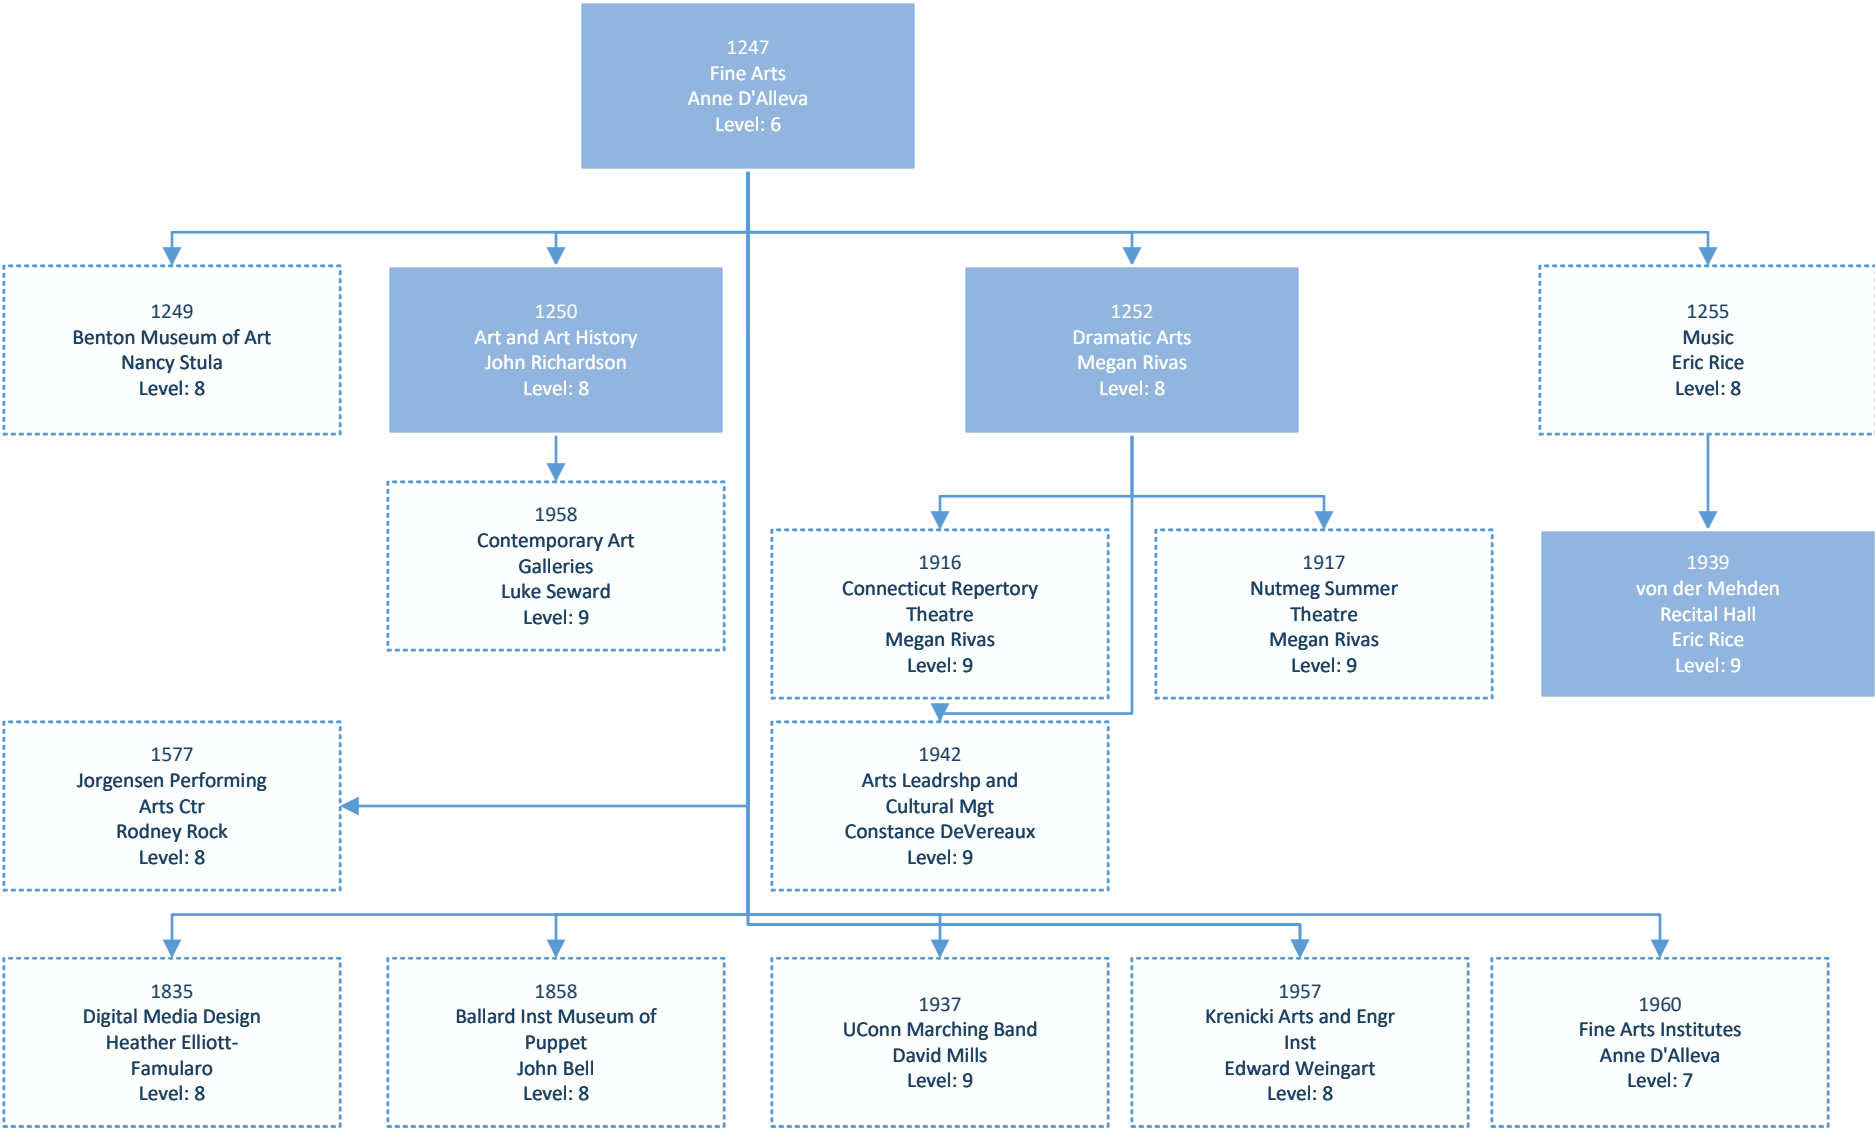 1247
Fine Arts
Anne D'Alleva
Level: 6
1249
Benton Museum of Art
Nancy Stula
Level: 8
1250
Art and Art History
John Richardson
Level: 8
1252
Dramatic Arts
Megan Rivas
Level: 8
1255
Music
Eric Rice
Level: 8
1958
Contemporary Art
Galleries
Luke Seward
Level: 9
1916
Connecticut Repertory
Theatre
Megan Rivas
Level: 9
1917
Nutmeg Summer
Theatre
Megan Rivas
Level: 9
1939
von der Mehden
Recital Hall
Eric Rice
Level: 9
1577
Jorgensen Performing
Arts Ctr
Rodney Rock
Level: 8
1942
Arts Leadrshp and
Cultural Mgt
Constance DeVereaux
Level: 9
1835
Digital Media Design
Heather Elliott-
Famularo
Level: 8
1858
Ballard Inst Museum of
Puppet
John Bell
Level: 8
1937
UConn Marching Band
David Mills
Level: 9
1957
Krenicki Arts and Engr
Inst
Edward Weingart
Level: 8
1960
Fine Arts Institutes
Anne D'Alleva
Level: 7